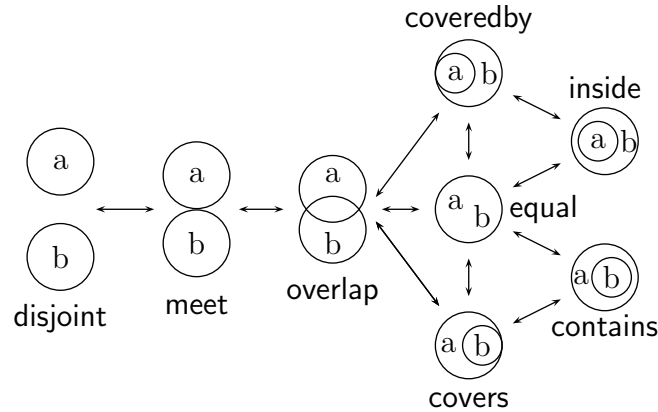 coveredby
a b
inside
a b
a
b
disjoint
a
b
meet
a
b
overlap
a b
equal
a b
contains
a b
covers